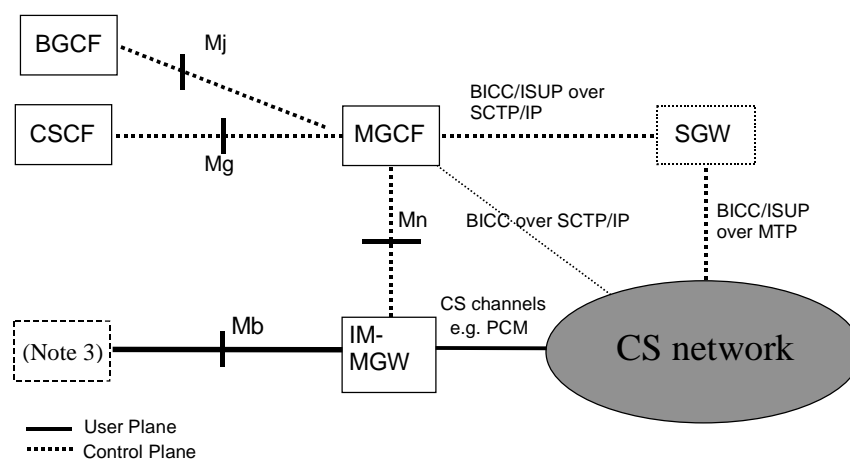 BGCF
Mj
BICC/ISUP over
SCTP/IP
CSCF
Mg
MGCF
SGW
Mn
BICC over SCTP/IP
BICC/ISUP
over MTP
CS channels
e.g. PCM
(Note 3)
Mb
IM-
MGW
CS network
User Plane
Control Plane